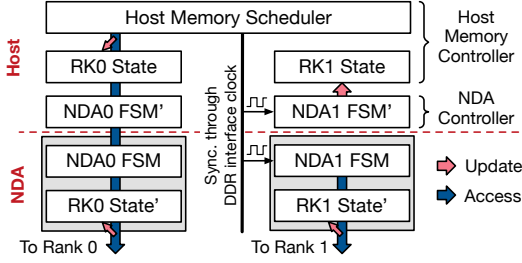 Host Memory Scheduler
Host
Memory
Controller
Host
RK0 State
RK1 State
NDA0 FSM’
NDA1 FSM’
NDA
Controller
Sync. through
DDR interface clock
NDA
NDA0 FSM
NDA1 FSM
RK0 State’
RK1 State’
Update
Access
To Rank 0
To Rank 1